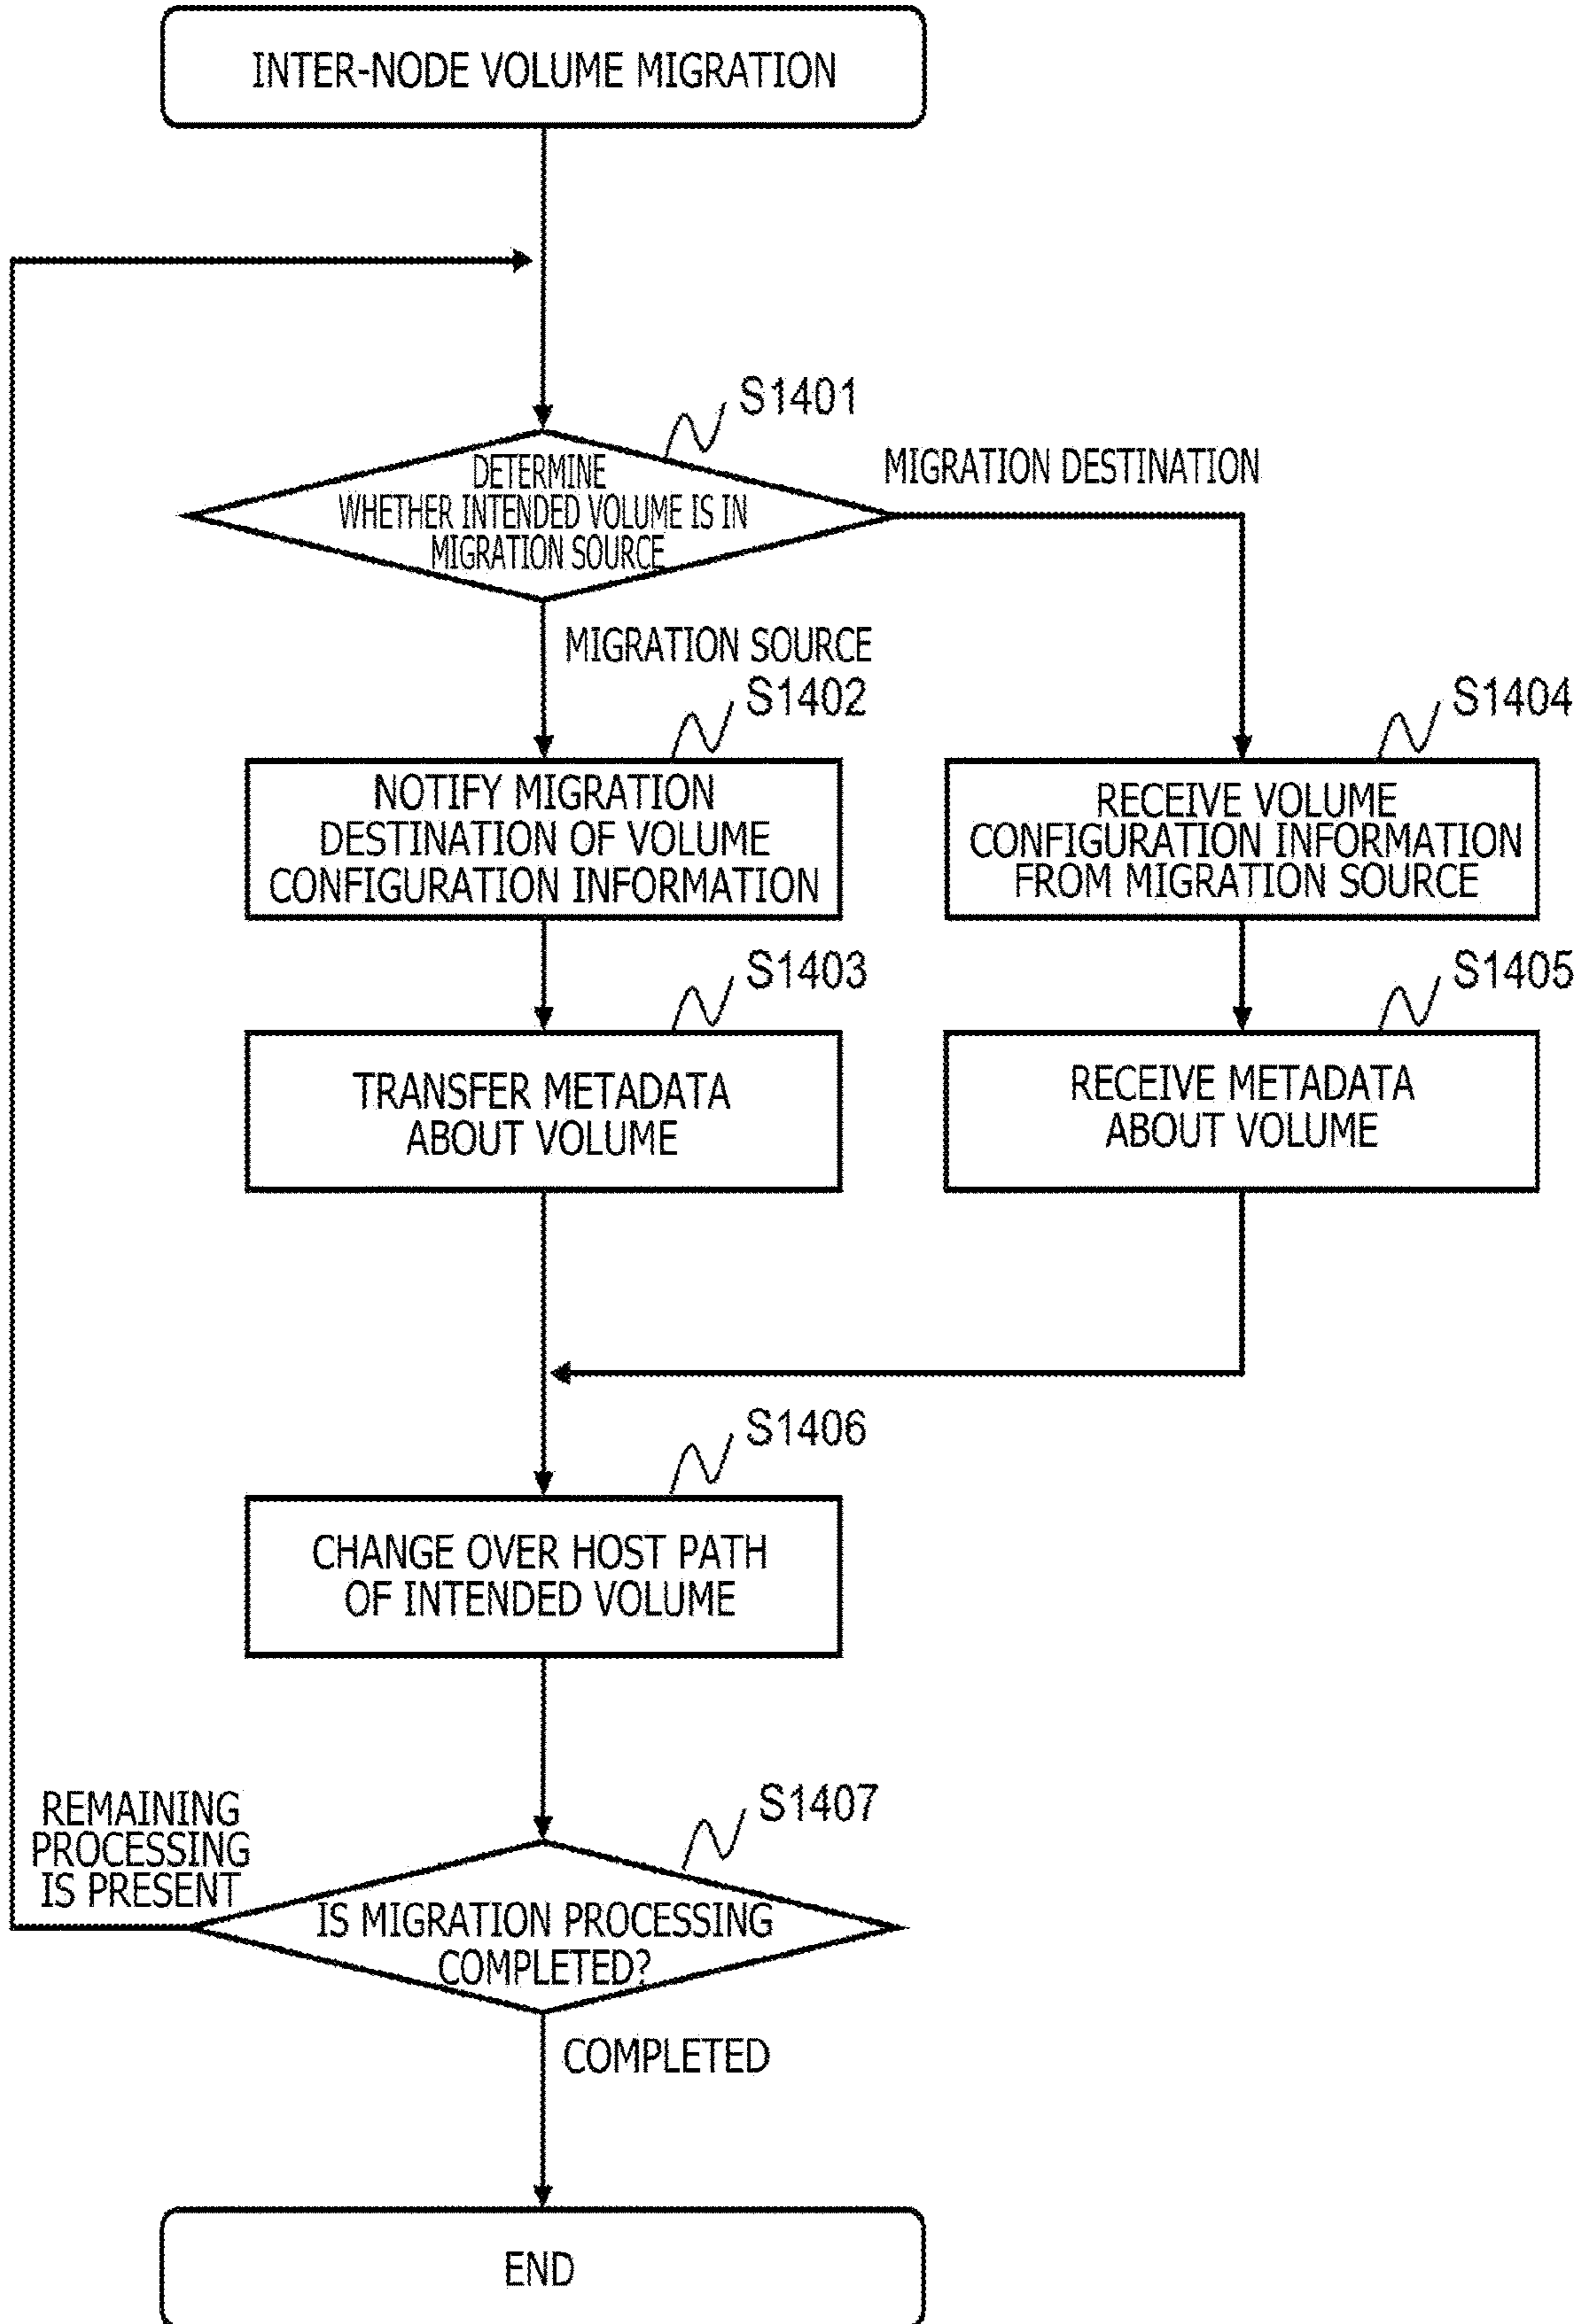 INTER-NODE VOLUME MIGRATION
S1401
DETERMINE
WHETHER INTENDED VOLUME IS IN
MIGRATION SOURCE
MIGRATION DESTINATION
MIGRATION SOURCE
S1402
NOTIFY MIGRATION
DESTINATION OF VOLUME
CONFIGURATION INFORMATION
S1404
RECEIVE VOLUME
CONFIGURATION INFORMATION
FROM MIGRATION SOURCE
S1403
TRANSFER METADATA
ABOUT VOLUME
S1405
RECEIVE METADATA
ABOUT VOLUME
S1406
CHANGE OVER HOST PATH
OF INTENDED VOLUME
S1407
IS MIGRATION PROCESSING
COMPLETED?
REMAINING
PROCESSING
IS PRESENT
COMPLETED
END